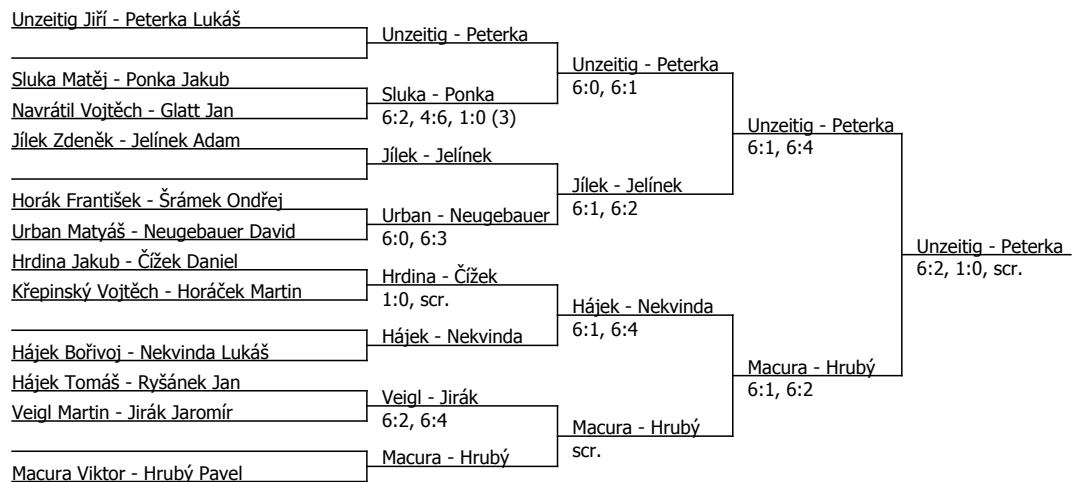 Unzeitig Jiří - Peterka Lukáš
Sluka Matěj - Ponka Jakub
Navrátil Vojtěch - Glatt Jan
Jílek Zdeněk - Jelínek Adam
Horák František - Šrámek Ondřej
Urban Matyáš - Neugebauer David
Hrdina Jakub - Čížek Daniel
Křepinský Vojtěch - Horáček Martin
Hájek Bořivoj - Nekvinda Lukáš
Hájek Tomáš - Ryšánek Jan
Veigl Martin - Jirák Jaromír
Macura Viktor - Hrubý Pavel
Unzeitig - Peterka
Sluka - Ponka
6:2, 4:6, 1:0 (3)
Jílek - Jelínek
Urban - Neugebauer
6:0, 6:3
Hrdina - Čížek
1:0, scr.
Hájek - Nekvinda
Veigl - Jirák
6:2, 6:4
Macura - Hrubý
Unzeitig - Peterka
6:0, 6:1
Jílek - Jelínek
6:1, 6:2
Hájek - Nekvinda
6:1, 6:4
Macura - Hrubý
scr.
Unzeitig - Peterka
6:1, 6:4
Macura - Hrubý
6:1, 6:2
Unzeitig - Peterka
6:2, 1:0, scr.